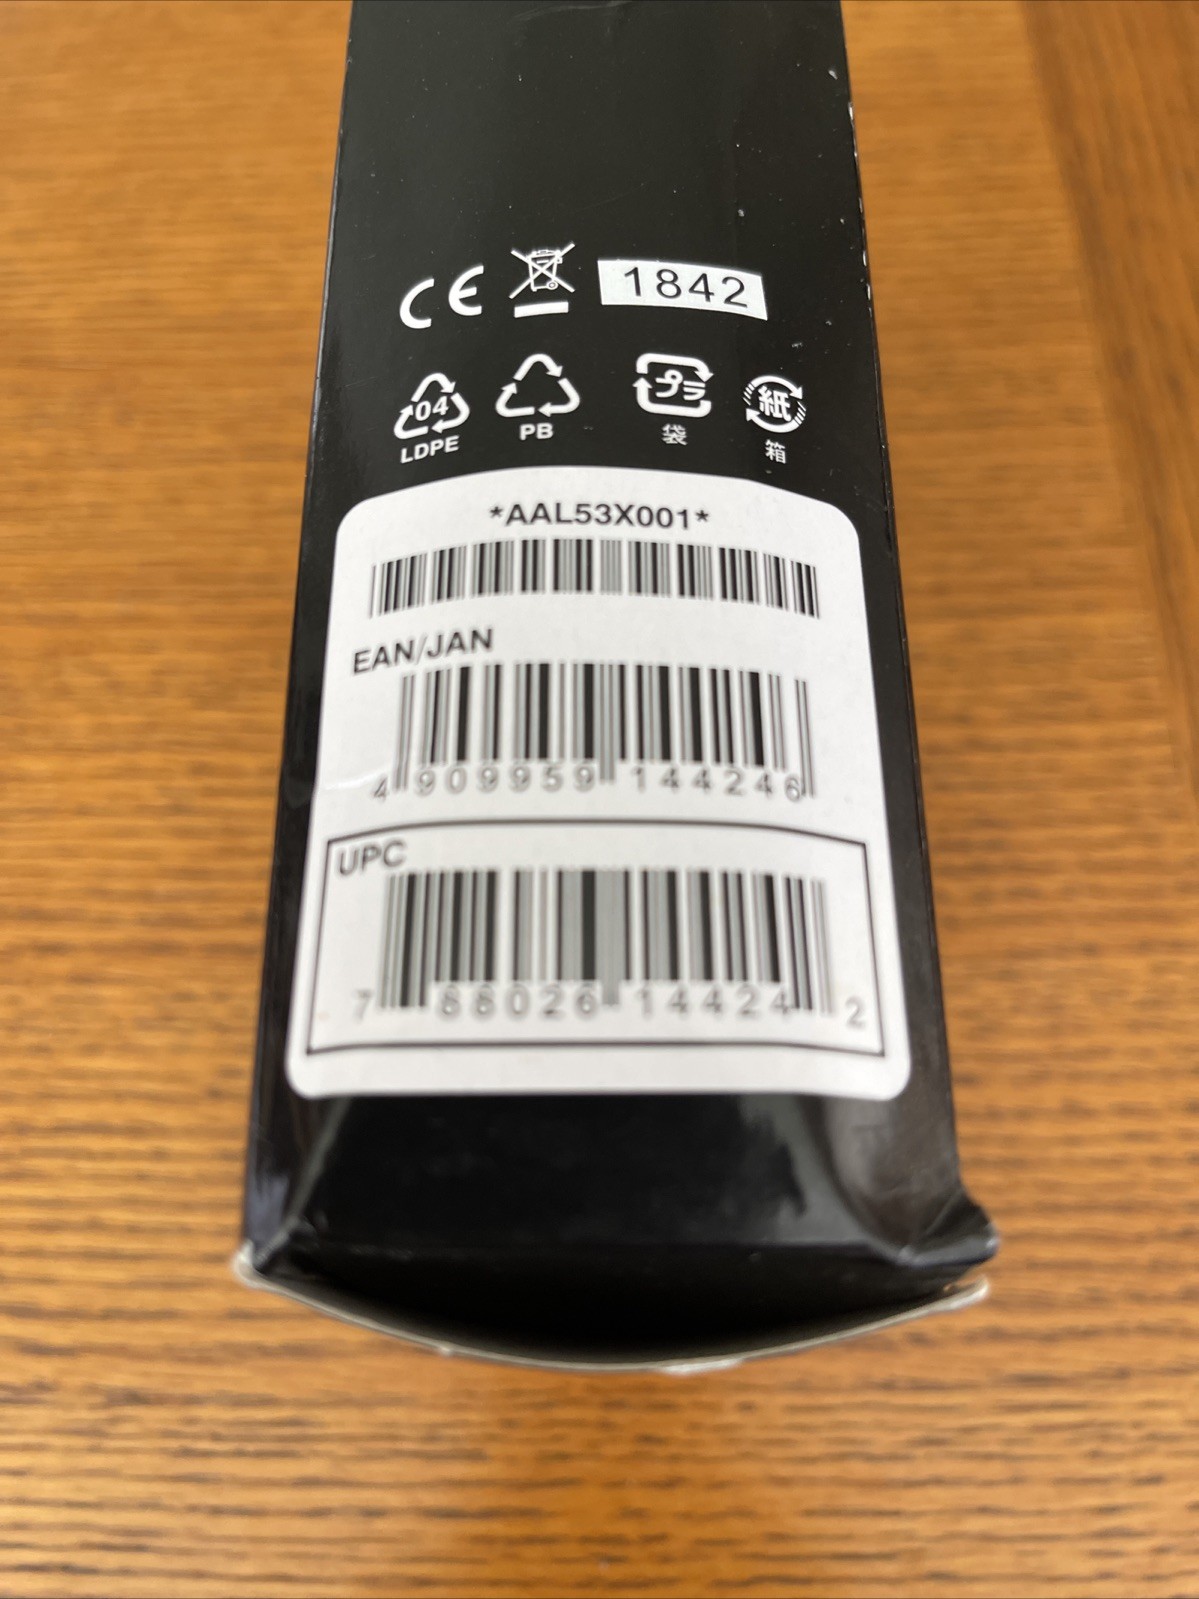 CE 1842
04 プラ 紙
LDPE PB 袋 箱
*AAL53X001*
EAN/JAN
4 909959 144246
UPC
7 88026 14424 2